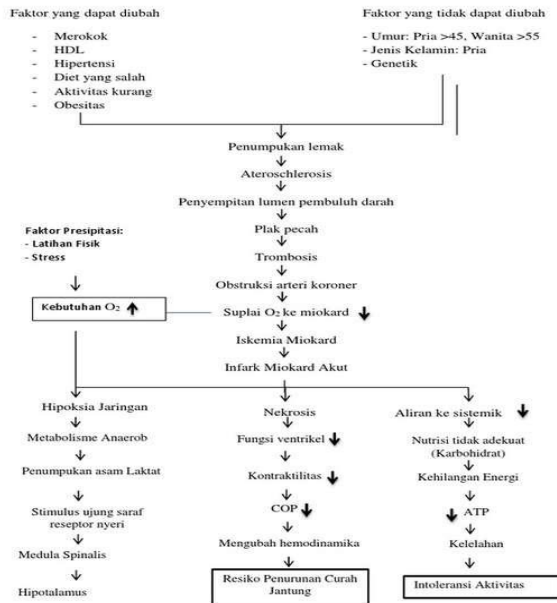 Faktor yang dapat diubah
- Merokok
- HDL
- Hipertensi
- Diet yang salah
- Aktivitas kurang
- Obesitas
Faktor yang tidak dapat diubah
- Umur: Pria >45, Wanita >55
- Jenis Kelamin: Pria
- Genetik
Penumpukan lemak
Ateroschlerosis
Penyempitan lumen pembuluh darah
Plak pecah
Trombosis
Obstruksi arteri koroner
Faktor Presipitasi:
- Latihan Fisik
- Stress
Kebutuhan O2
Suplai O2 ke miokard
Iskemia Miokard
Infark Miokard Akut
Hipoksia Jaringan
Metabolisme Anaerob
Penumpukan asam Laktat
Stimulus ujung saraf
reseptor nyeri
Medula Spinalis
Hipotalamus
Nekrosis
Fungsi ventrikel
Kontraktilitas
COP
Mengubah hemodinamika
Resiko Penurunan Curah
Jantung
Aliran ke sistemik
Nutrisi tidak adekuat
(Karbohidrat)
Kehilangan Energi
ATP
Kelelahan
Intoleransi Aktivitas